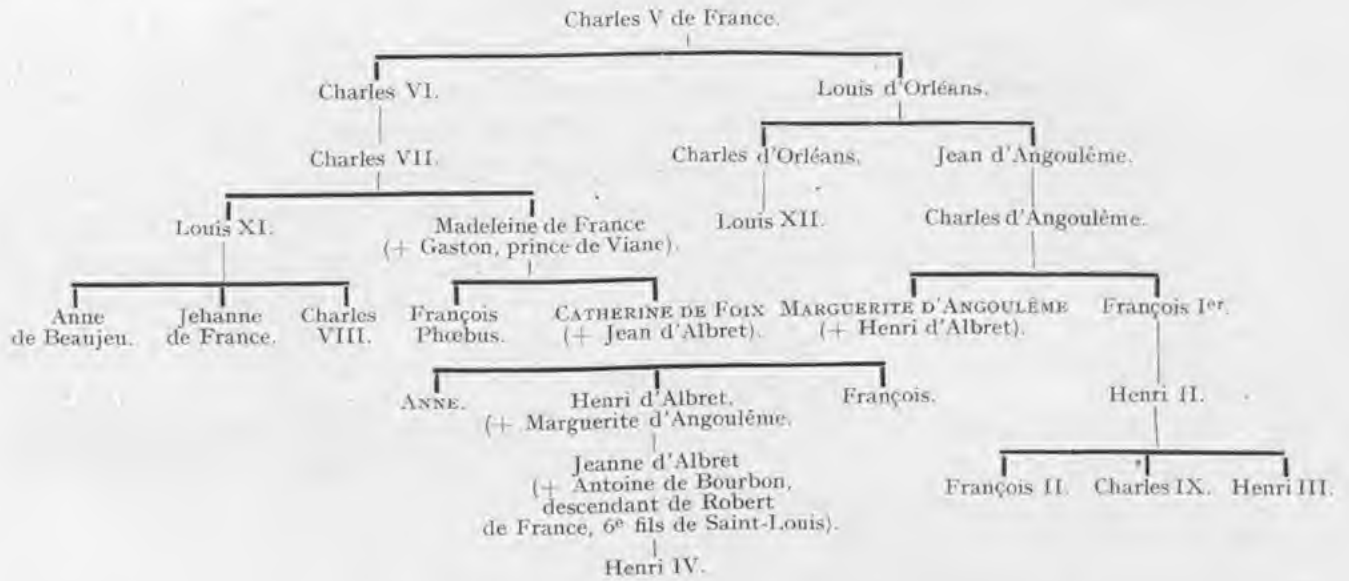 Charles V de France.
Charles VI. Louis d'Orléans.
Charles VII. Charles d'Orléans. Jean d'Angoulême.
Louis XI. Madeleine de France Louis XII. Charles d'Angoulême.
(+ Gaston, prince de Viane).
Anne Jehanne Charles François CATHERINE DE FOIX MARGUERITE D'ANGOULÊME François Ier.
de Beaujeu. de France. VIII. Phœbus. (+ Jean d'Albret). (+ Henri d'Albret).
ANNE. Henri d'Albret. François. Henri II.
(+ Marguerite d'Angoulême.
Jeanne d'Albret
(+ Antoine de Bourbon, François II. Charles IX. Henri III.
descendant de Robert
de France, 6e fils de Saint-Louis).
Henri IV.